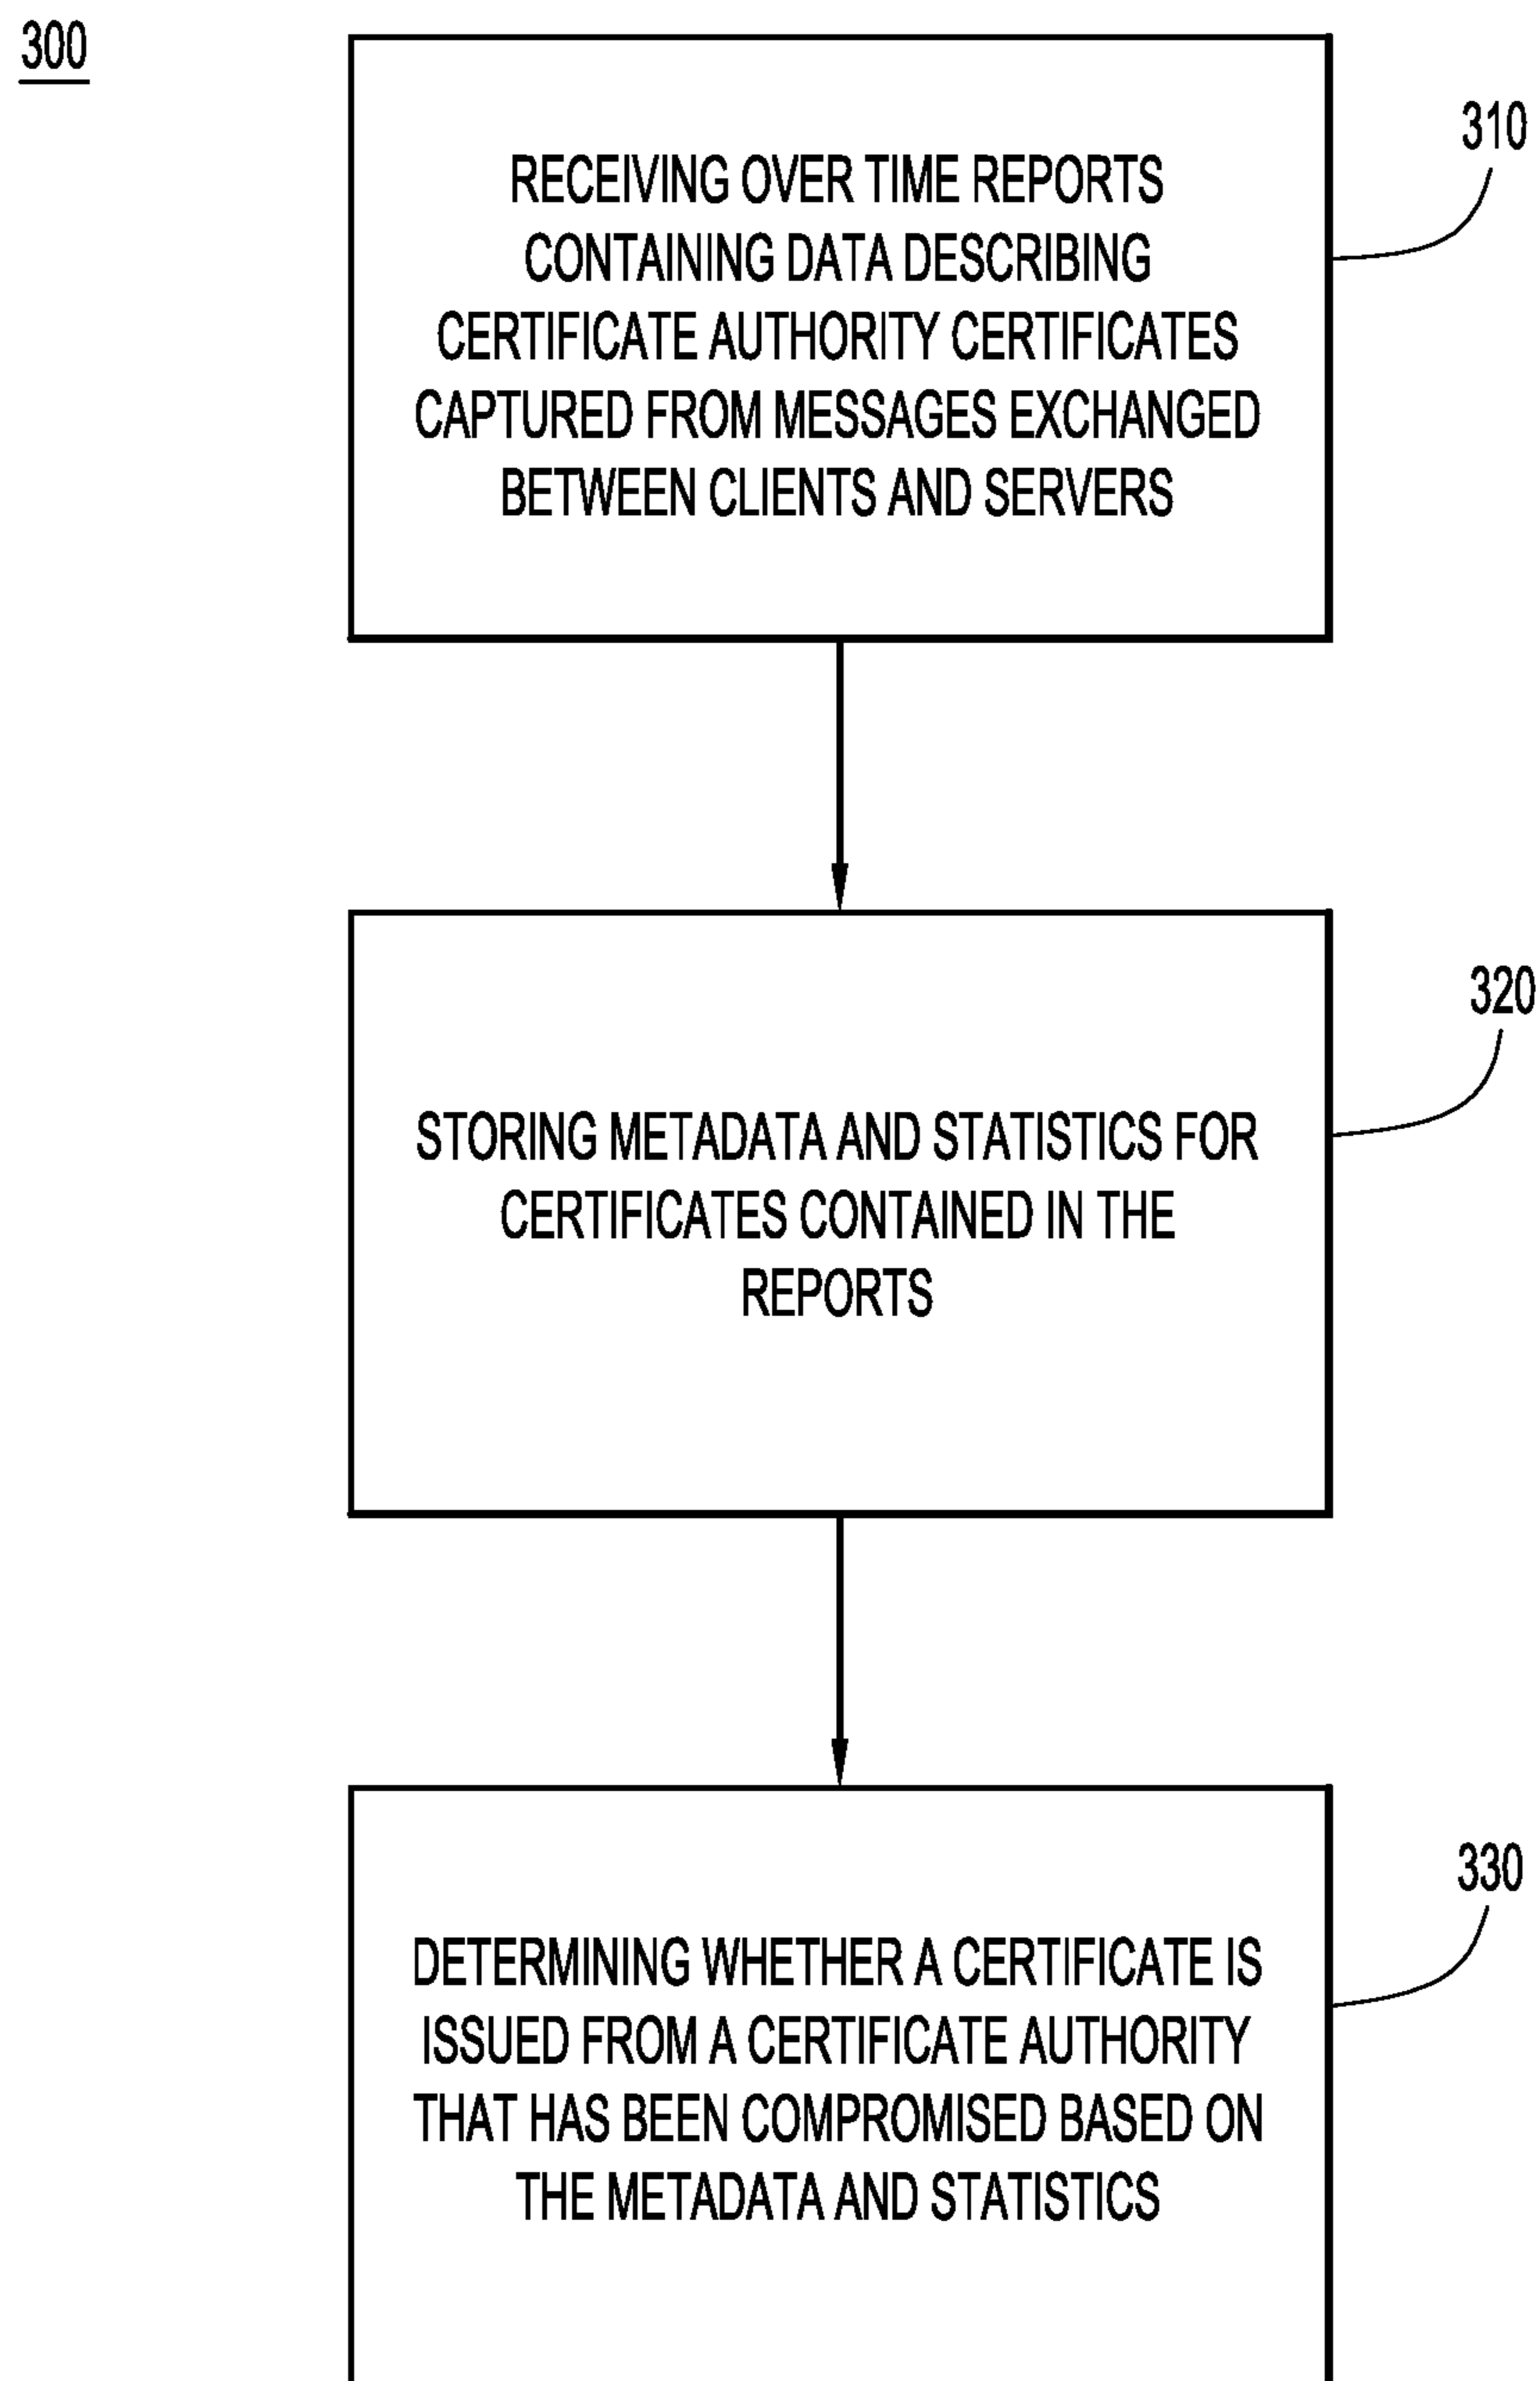 300
310
RECEIVING OVER TIME REPORTS
CONTAINING DATA DESCRIBING
CERTIFICATE AUTHORITY CERTIFICATES
CAPTURED FROM MESSAGES EXCHANGED
BETWEEN CLIENTS AND SERVERS
320
STORING METADATA AND STATISTICS FOR
CERTIFICATES CONTAINED IN THE
REPORTS
330
DETERMINING WHETHER A CERTIFICATE IS
ISSUED FROM A CERTIFICATE AUTHORITY
THAT HAS BEEN COMPROMISED BASED ON
THE METADATA AND STATISTICS